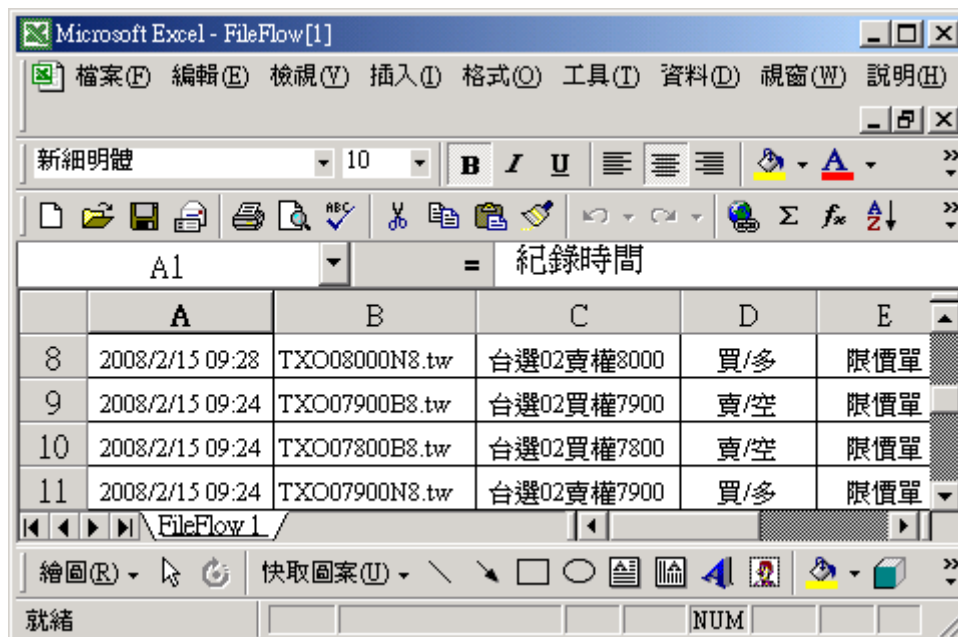 Microsoft Excel - FileFlow[1]
檔案(F) 編輯(E) 檢視(V) 插入(I) 格式(O) 工具(T) 資料(D) 視窗(W) 說明(H)
新細明體 10 B I U A
ABC Σ fx A Z
A1 = 紀錄時間
A B C D E
8 2008/2/15 09:28 TXO08000N8.tw 台選02賣權8000 買/多 限價單
9 2008/2/15 09:24 TXO07900B8.tw 台選02買權7900 賣/空 限價單
10 2008/2/15 09:24 TXO07800B8.tw 台選02買權7800 賣/空 限價單
11 2008/2/15 09:24 TXO07900N8.tw 台選02賣權7900 買/多 限價單
FileFlow 1
繪圖(R) 快取圖案(U)
就緒 NUM